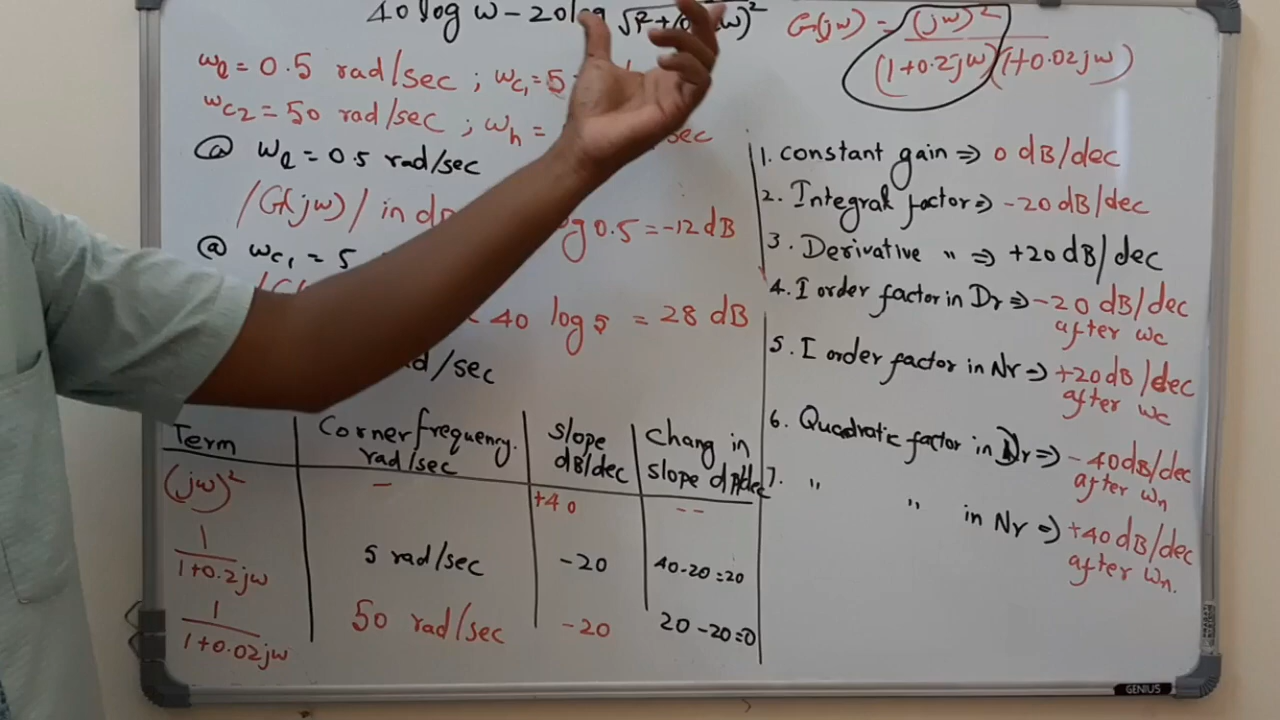 40 log ω - 20 log √1²+(0.2ω)²
G(jω) = (jω)² / (1+0.2jω)(1+0.02jω)
ωl = 0.5 rad/sec ; ωc1 = 5
ωc2 = 50 rad/sec ; ωh =
@ ωl = 0.5 rad/sec
/G(jω)/ in
log 0.5 = -12 dB
@ ωc1 = 5
40 log 5 = 28 dB
rad/sec
Term | Corner frequency. rad/sec | slope dB/dec | Chang in slope dB/dec
(jω)² | - | +40 | --
1/1+0.2jω | 5 rad/sec | -20 | 40-20=20
1/1+0.02jω | 50 rad/sec | -20 | 20-20=0
1. Constant gain ⇒ 0 dB/dec
2. Integral factor ⇒ -20 dB/dec
3. Derivative " ⇒ +20 dB/dec
4. I order factor in Dr ⇒ -20 dB/dec
after ωc
5. I order factor in Nr ⇒ +20 dB/dec
after ωc
6. Quadratic factor in Dr ⇒ -40 dB/dec
after ωn
7. " " in Nr ⇒ +40 dB/dec
after ωn.
GENIUS